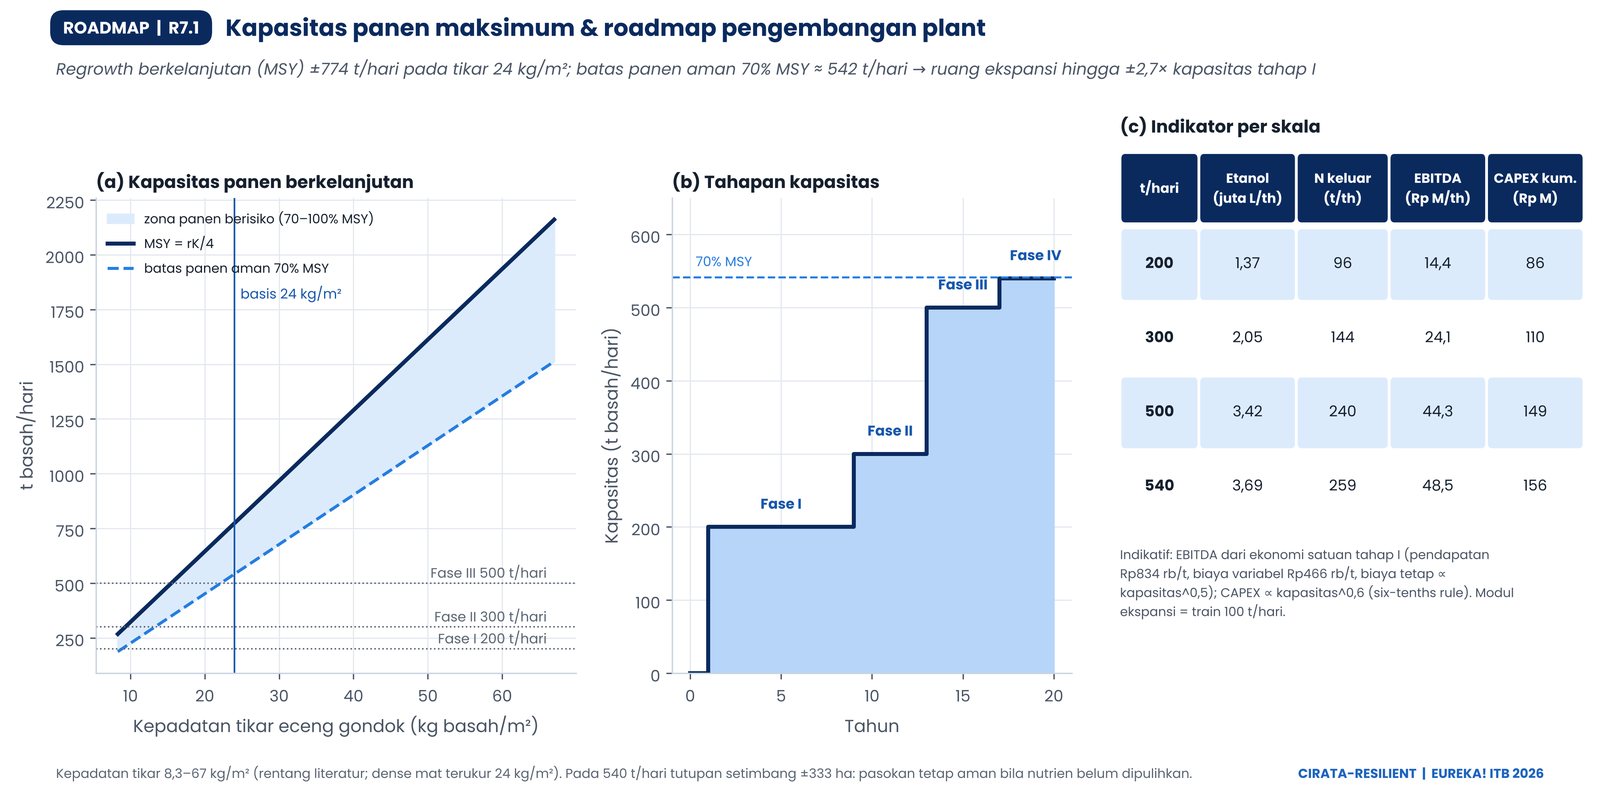 ROADMAP | R7.1
Kapasitas panen maksimum & roadmap pengembangan plant
Regrowth berkelanjutan (MSY) ±774 t/hari pada tikar 24 kg/m²; batas panen aman 70% MSY ≈ 542 t/hari → ruang ekspansi hingga ±2,7× kapasitas tahap I
(a) Kapasitas panen berkelanjutan
t basah/hari
2250
2000
1750
1500
1250
1000
750
500
250
zona panen berisiko (70–100% MSY)
MSY = rK/4
batas panen aman 70% MSY
basis 24 kg/m²
Fase III 500 t/hari
Fase II 300 t/hari
Fase I 200 t/hari
10 20 30 40 50 60
Kepadatan tikar eceng gondok (kg basah/m²)
(b) Tahapan kapasitas
Kapasitas (t basah/hari)
600
500
400
300
200
100
0
70% MSY
Fase IV
Fase III
Fase II
Fase I
0 5 10 15 20
Tahun
(c) Indikator per skala
t/hari Etanol (juta L/th) N keluar (t/th) EBITDA (Rp M/th) CAPEX kum. (Rp M)
200 1,37 96 14,4 86
300 2,05 144 24,1 110
500 3,42 240 44,3 149
540 3,69 259 48,5 156
Indikatif: EBITDA dari ekonomi satuan tahap I (pendapatan
Rp834 rb/t, biaya variabel Rp466 rb/t, biaya tetap ∝
kapasitas^0,5); CAPEX ∝ kapasitas^0,6 (six-tenths rule). Modul
ekspansi = train 100 t/hari.
Kepadatan tikar 8,3–67 kg/m² (rentang literatur; dense mat terukur 24 kg/m²). Pada 540 t/hari tutupan setimbang ±333 ha: pasokan tetap aman bila nutrien belum dipulihkan.
CIRATA-RESILIENT | EUREKA! ITB 2026